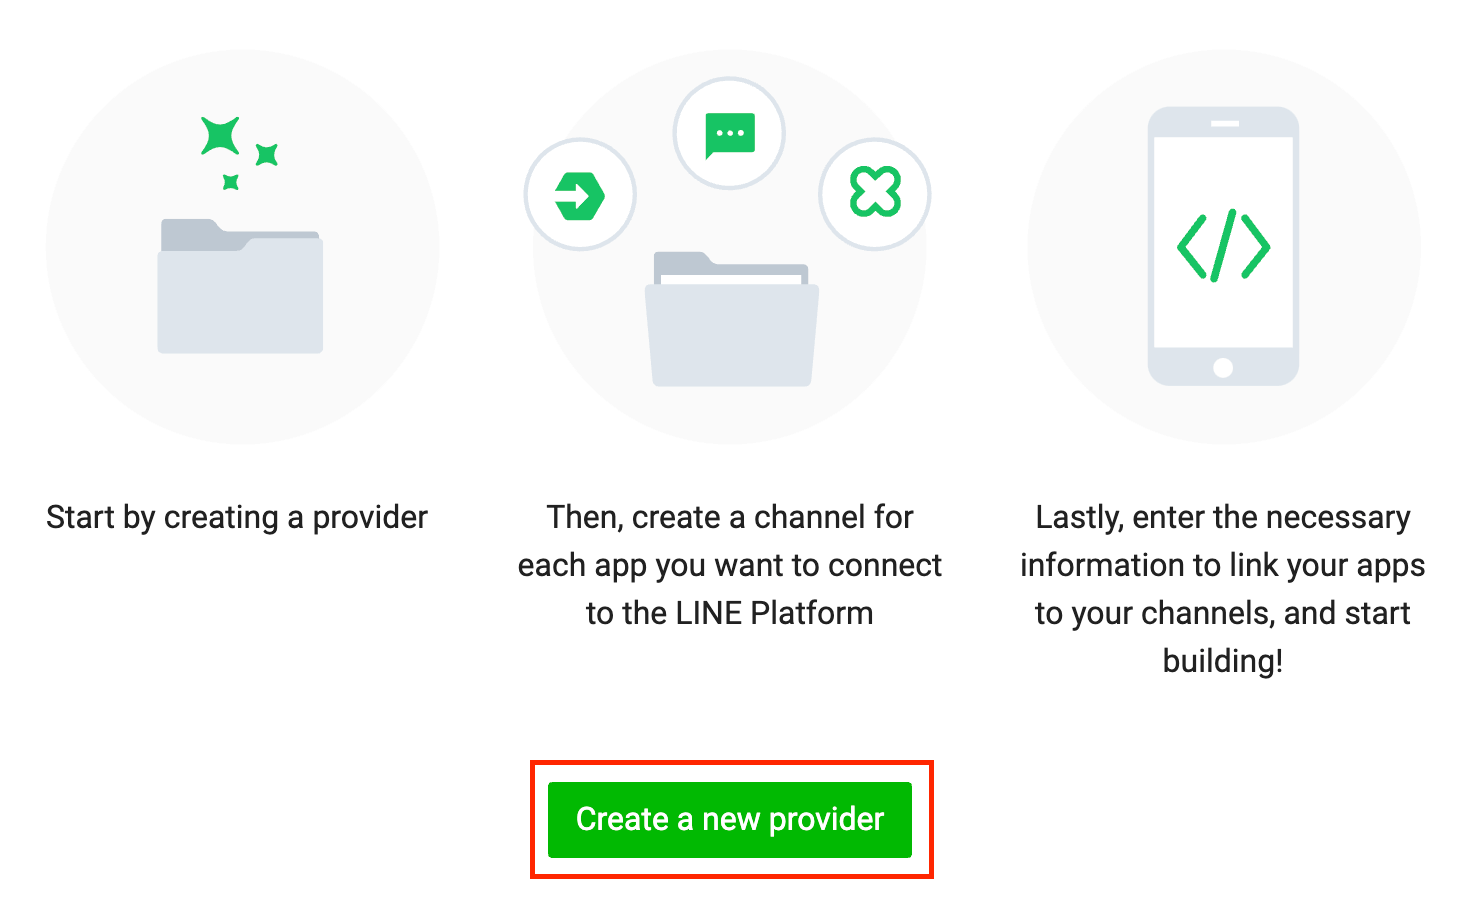 Start by creating a provider
Then, create a channel for
each app you want to connect
to the LINE Platform
Lastly, enter the necessary
information to link your apps
to your channels, and start
building!
Create a new provider